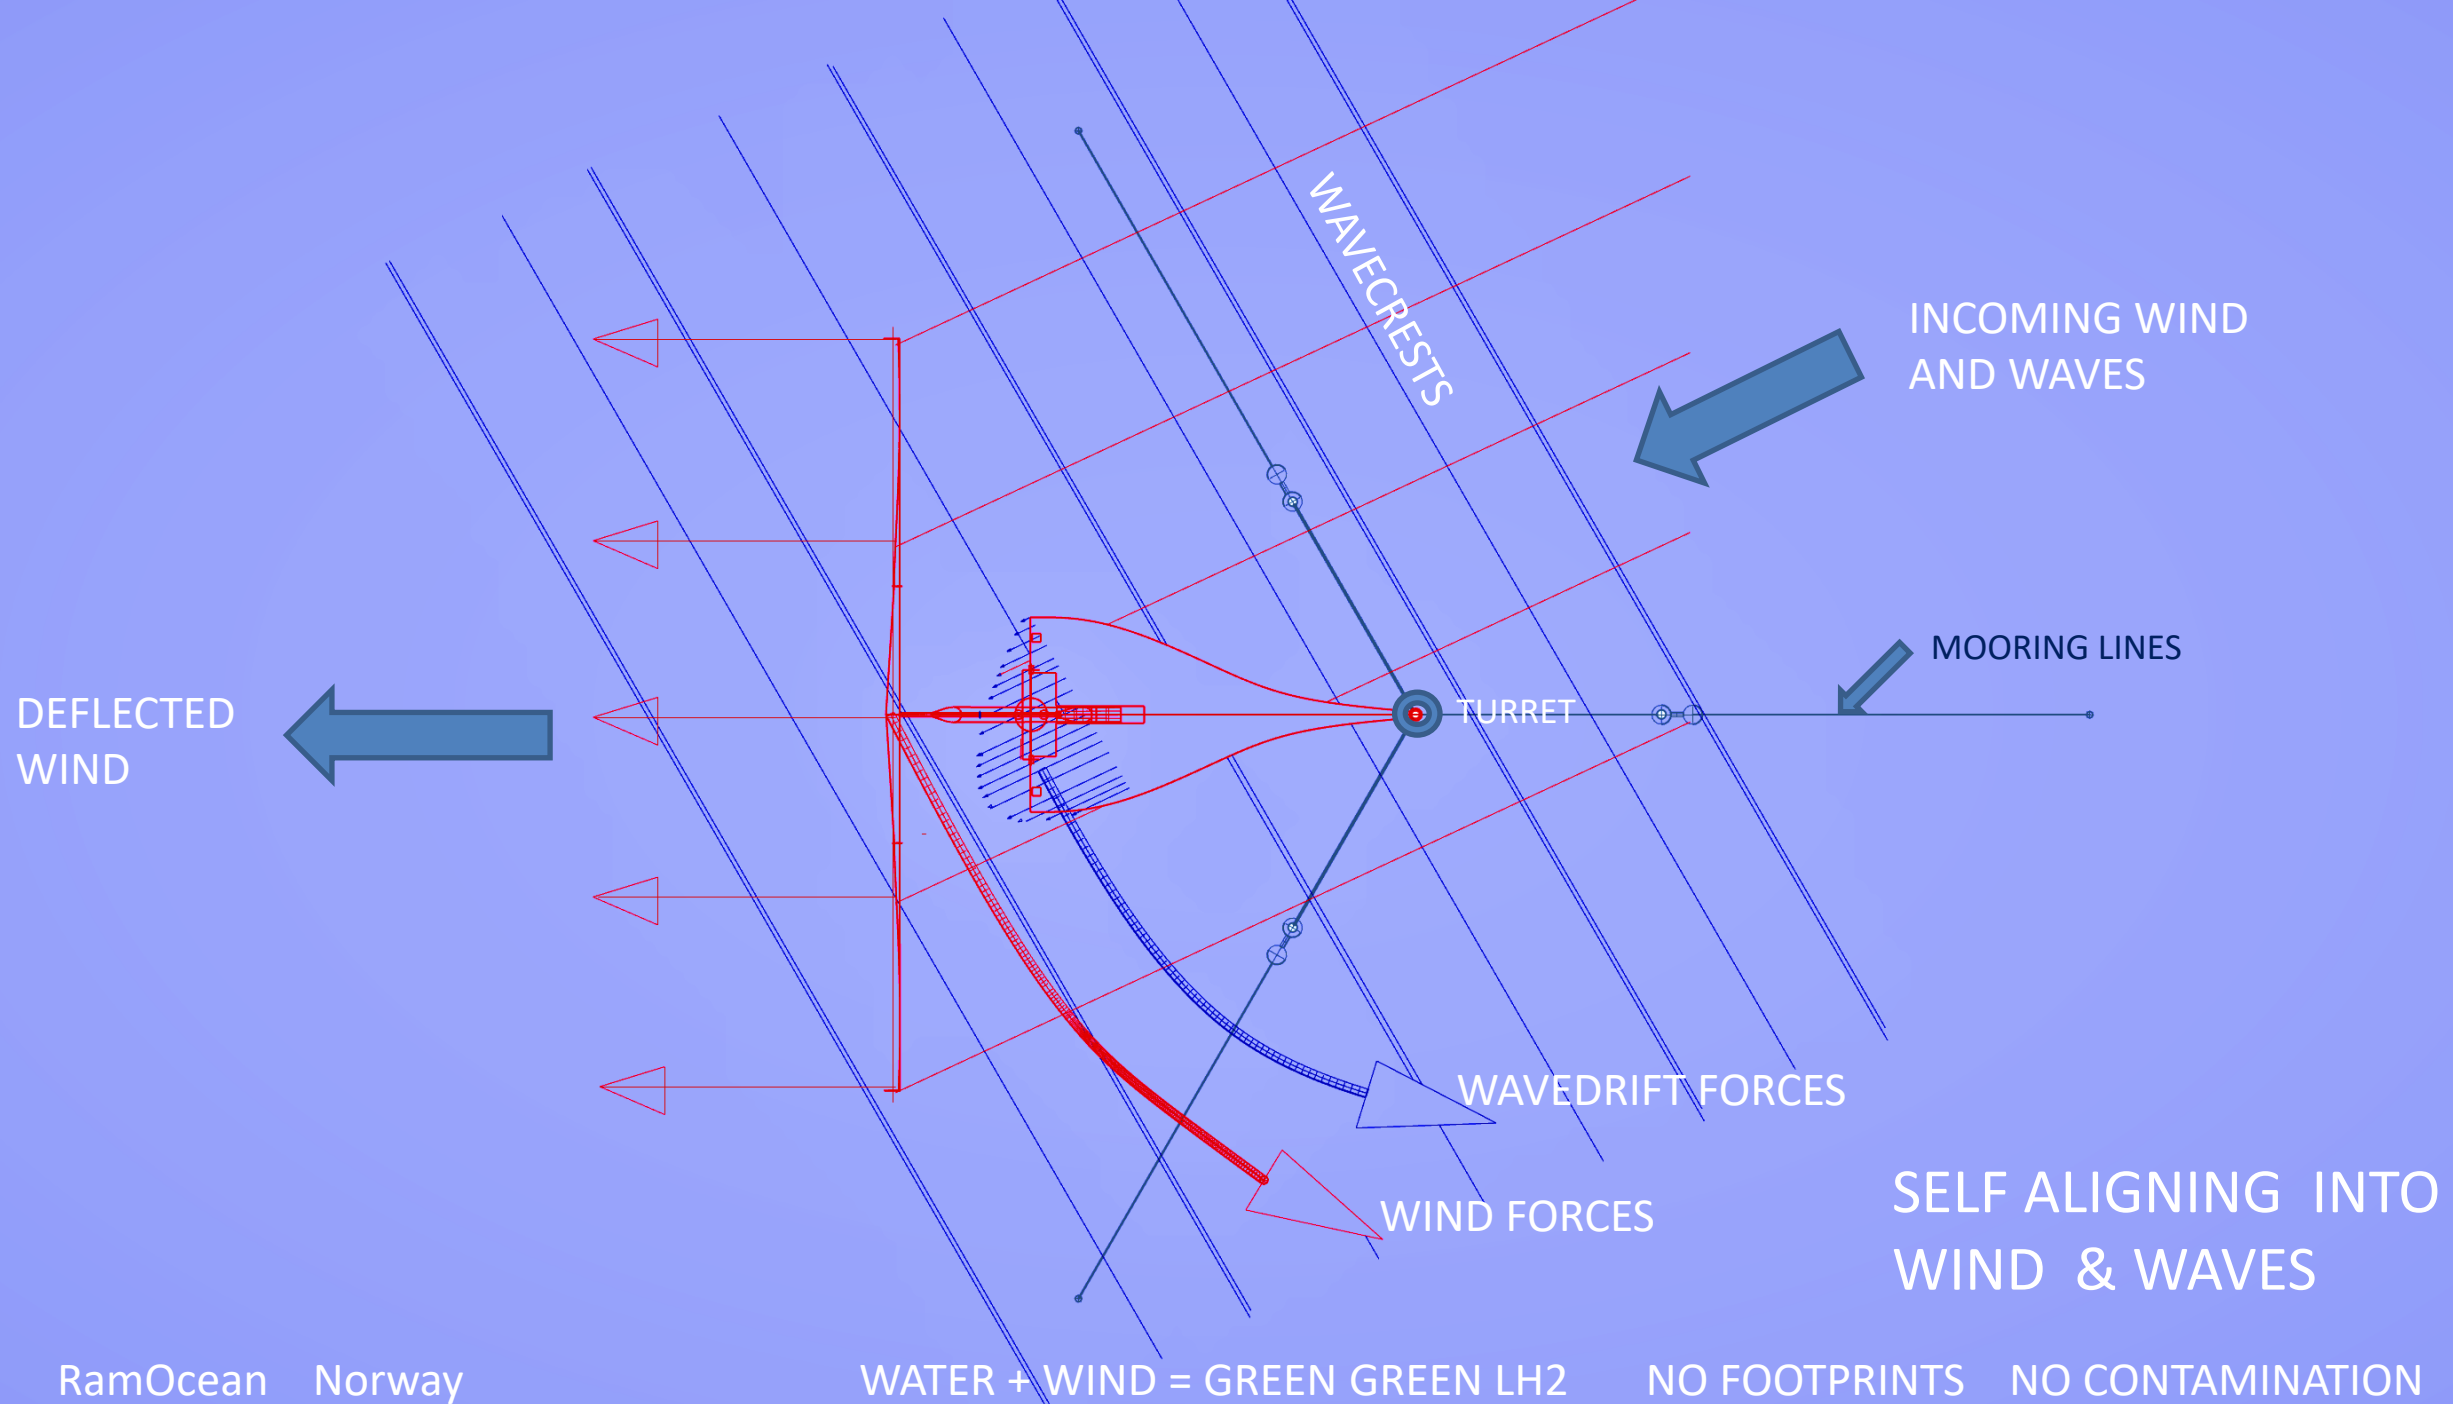 WAVECRESTS
INCOMING WIND
AND WAVES
MOORING LINES
DEFLECTED
WIND
TURRET
WAVEDRIFT FORCES
WIND FORCES
SELF ALIGNING INTO
WIND & WAVES
RamOcean Norway
WATER + WIND = GREEN GREEN LH2
NO FOOTPRINTS
NO CONTAMINATION